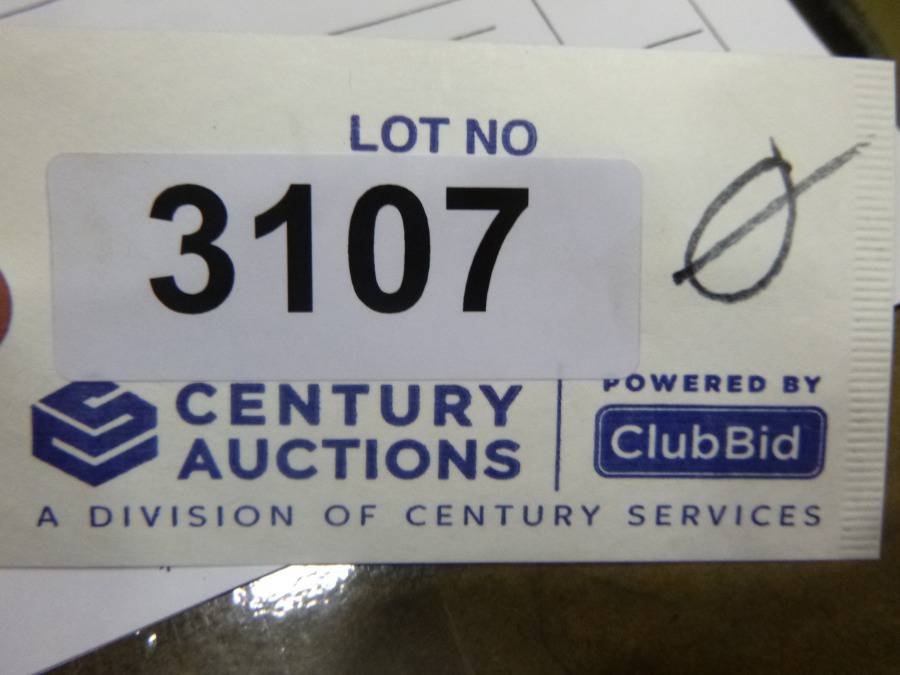 LOT NO
3107
Ø
CENTURY
AUCTIONS
POWERED BY
ClubBid
A DIVISION OF CENTURY SERVICES